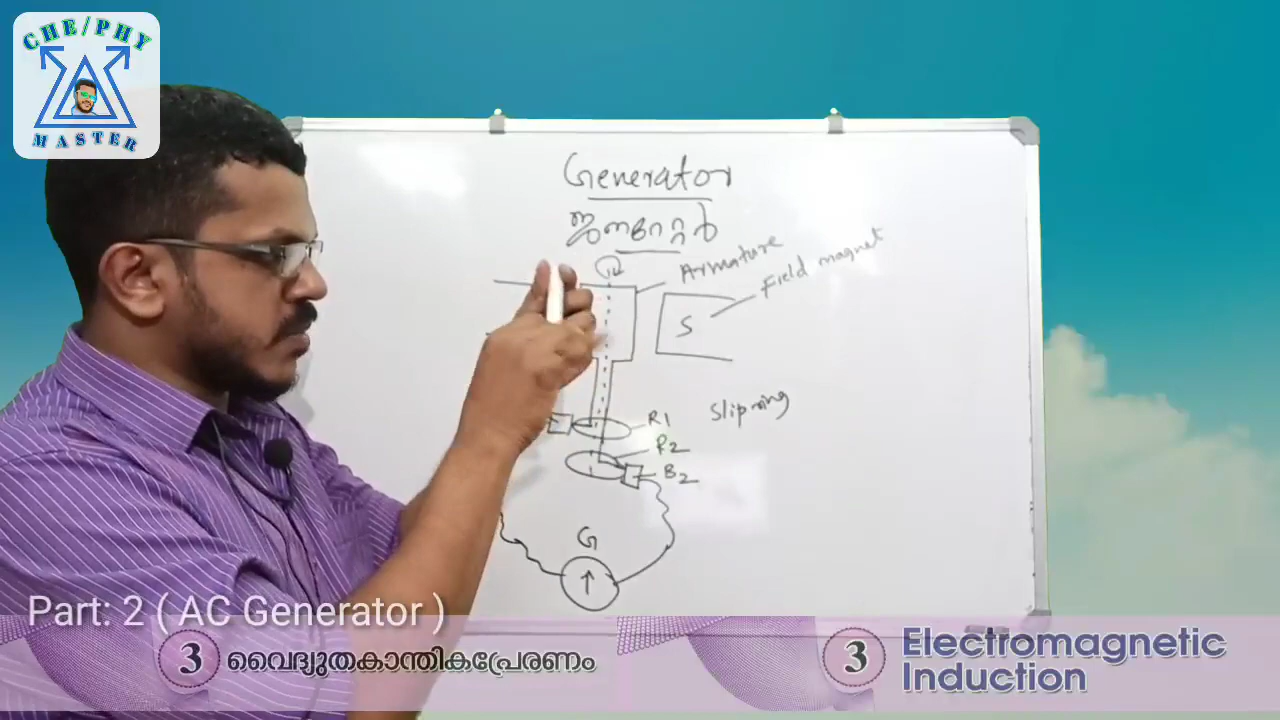 CHE/PHY
MASTER
Generator
ജനറേറ്റർ
Armature
Field magnet
S
Slip ring
R1
R2
B2
G
Part: 2 ( AC Generator )
3 വൈദ്യുതകാന്തികപ്രേരണം
3 Electromagnetic
Induction